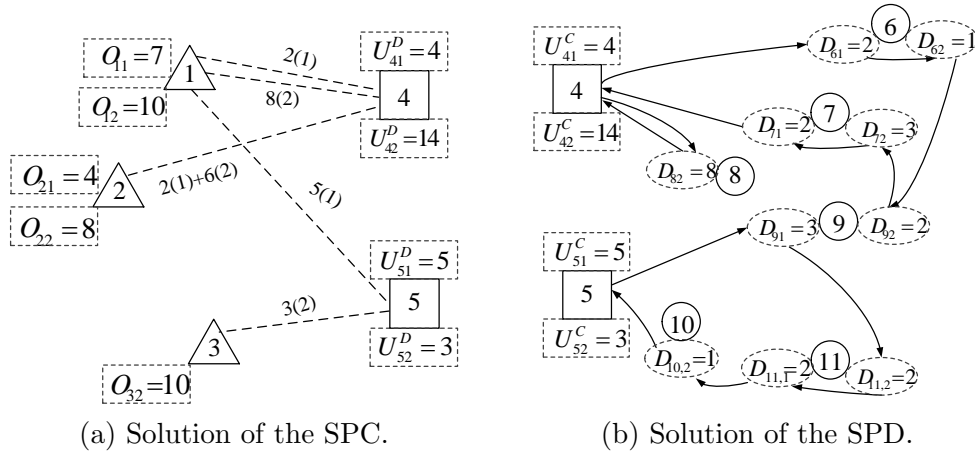 O₁₁=7
1
O₁₂=10
2(1)
8(2)
U₄₁ᴰ=4
4
U₄₂ᴰ=14
O₂₁=4
2
O₂₂=8
2(1)+6(2)
5(1)
U₅₁ᴰ=5
5
U₅₂ᴰ=3
3(2)
3
O₃₂=10
(a) Solution of the SPC.
U₄₁ᶜ=4
4
U₄₂ᶜ=14
D₆₁=2
6
D₆₂=1
D₇₁=2
7
D₇₂=3
D₈₂=8
8
D₉₁=3
9
D₉₂=2
U₅₁ᶜ=5
5
U₅₂ᶜ=3
10
D₁₀,₂=1
D₁₁,₁=2
11
D₁₁,₂=2
(b) Solution of the SPD.